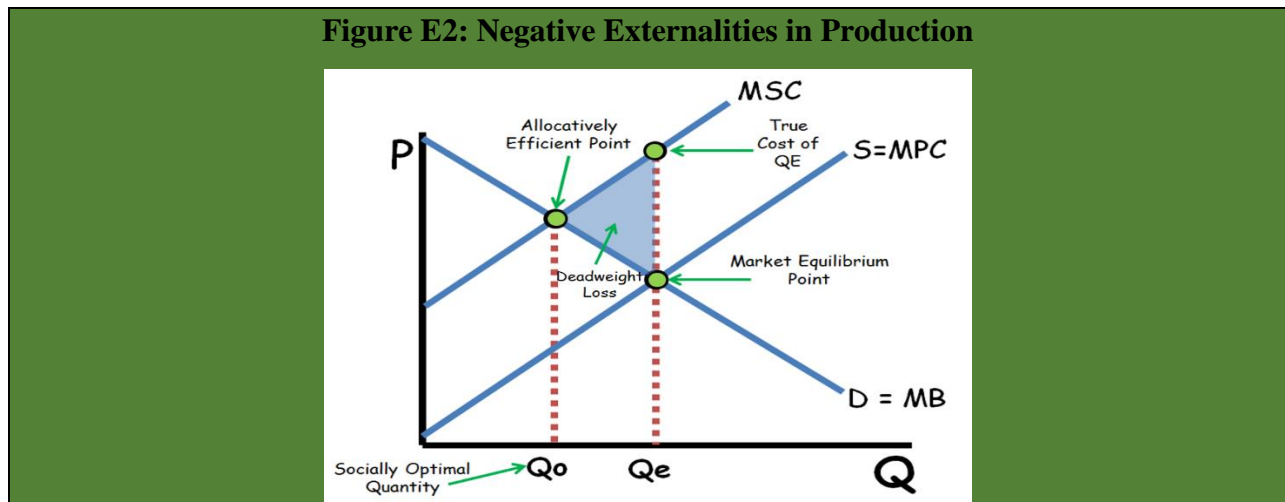 Figure E2: Negative Externalities in Production
MSC
Allocatively
Efficient Point
True
Cost of
QE
P
S=MPC
Deadweight
Loss
Market Equilibrium
Point
D = MB
Socially Optimal
Quantity
Qo
Qe
Q